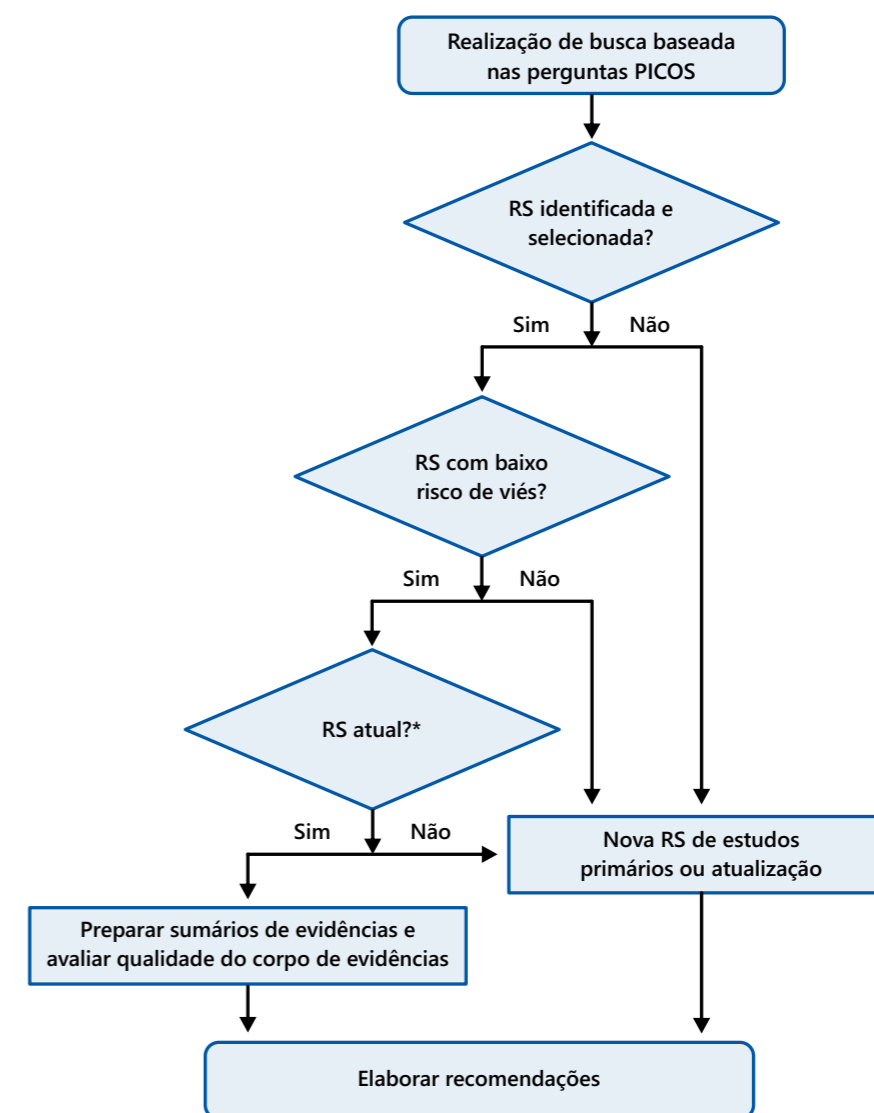 Realização de busca baseada
nas perguntas PICOS
RS identificada e
selecionada?
Sim
Não
RS com baixo
risco de viés?
Sim
Não
RS atual?*
Sim
Não
Nova RS de estudos
primários ou atualização
Preparar sumários de evidências e
avaliar qualidade do corpo de evidências
Elaborar recomendações